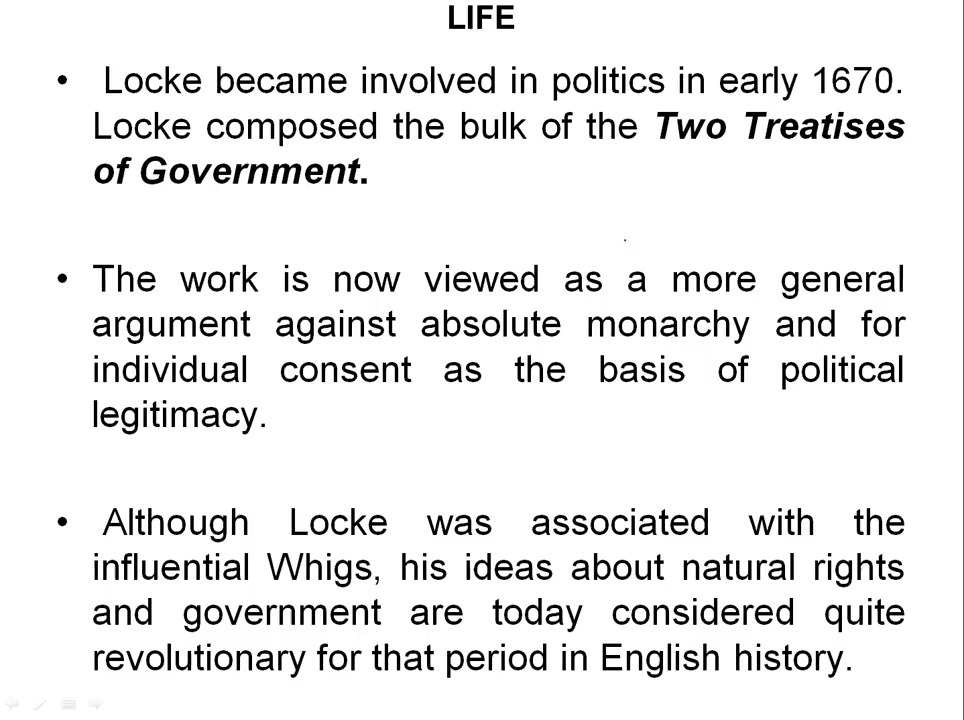 LIFE
• Locke became involved in politics in early 1670.
Locke composed the bulk of the Two Treatises
of Government.
• The work is now viewed as a more general
argument against absolute monarchy and for
individual consent as the basis of political
legitimacy.
• Although Locke was associated with the
influential Whigs, his ideas about natural rights
and government are today considered quite
revolutionary for that period in English history.